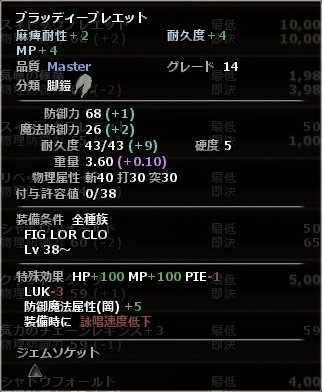 ブラッディープレエット
麻痺耐性+2 耐久度+4
MP+4
品質 Master グレード 14
分類 脚鎧
防御力 68 (+1)
魔法防御力 26 (+2)
耐久度 43/43 (+9) 硬度 5
重量 3.60 (+0.10)
物理属性 斬40 打30 突30
付与許容値 0/38
装備条件 全種族
FIG LOR CLO
Lv 38～
特殊効果 HP+100 MP+100 PIE-1
LUK-3
防御魔法属性(闇) +5
装備時に 詠唱速度低下
ジェムソケット